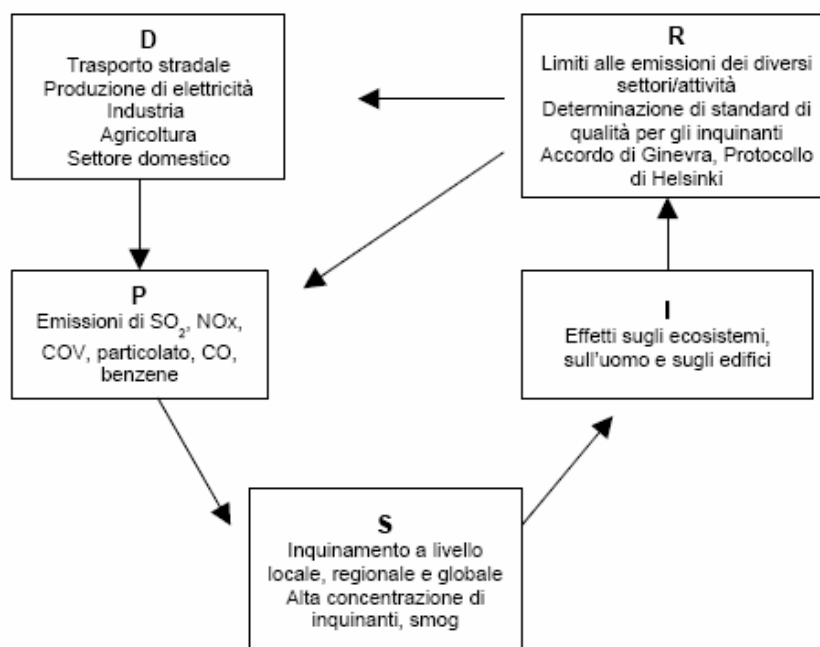 D
Trasporto stradale
Produzione di elettricità
Industria
Agricoltura
Settore domestico
R
Limiti alle emissioni dei diversi
settori/attività
Determinazione di standard di
qualità per gli inquinanti
Accordo di Ginevra, Protocollo
di Helsinki
P
Emissioni di SO₂, NOx,
COV, particolato, CO,
benzene
I
Effetti sugli ecosistemi,
sull'uomo e sugli edifici
S
Inquinamento a livello
locale, regionale e globale
Alta concentrazione di
inquinanti, smog